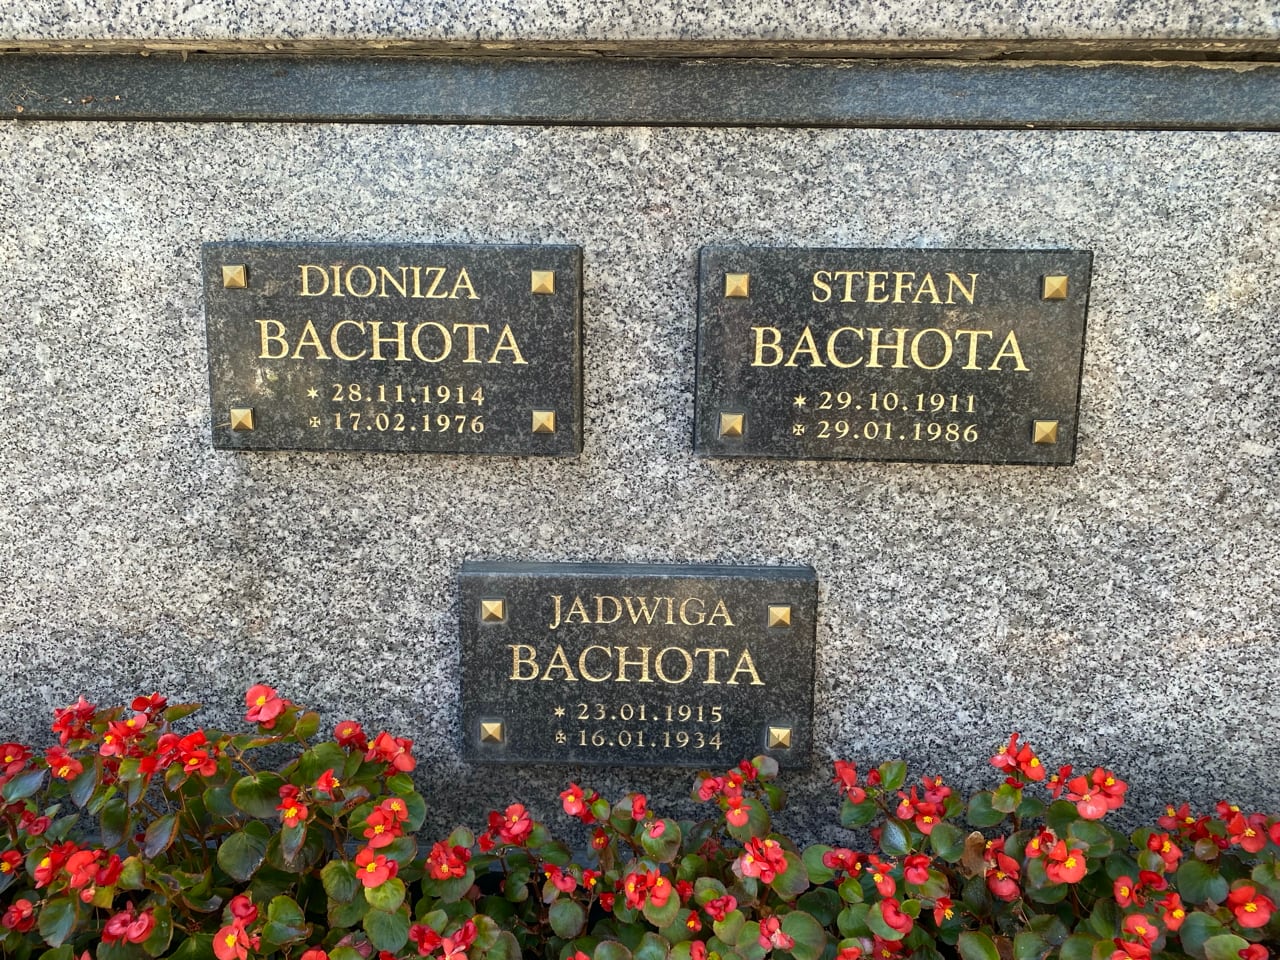 DIONIZA
BACHOTA
✶ 28.11.1914
✠ 17.02.1976
STEFAN
BACHOTA
✶ 29.10.1911
✠ 29.01.1986
JADWIGA
BACHOTA
✶ 23.01.1915
✠ 16.01.1934